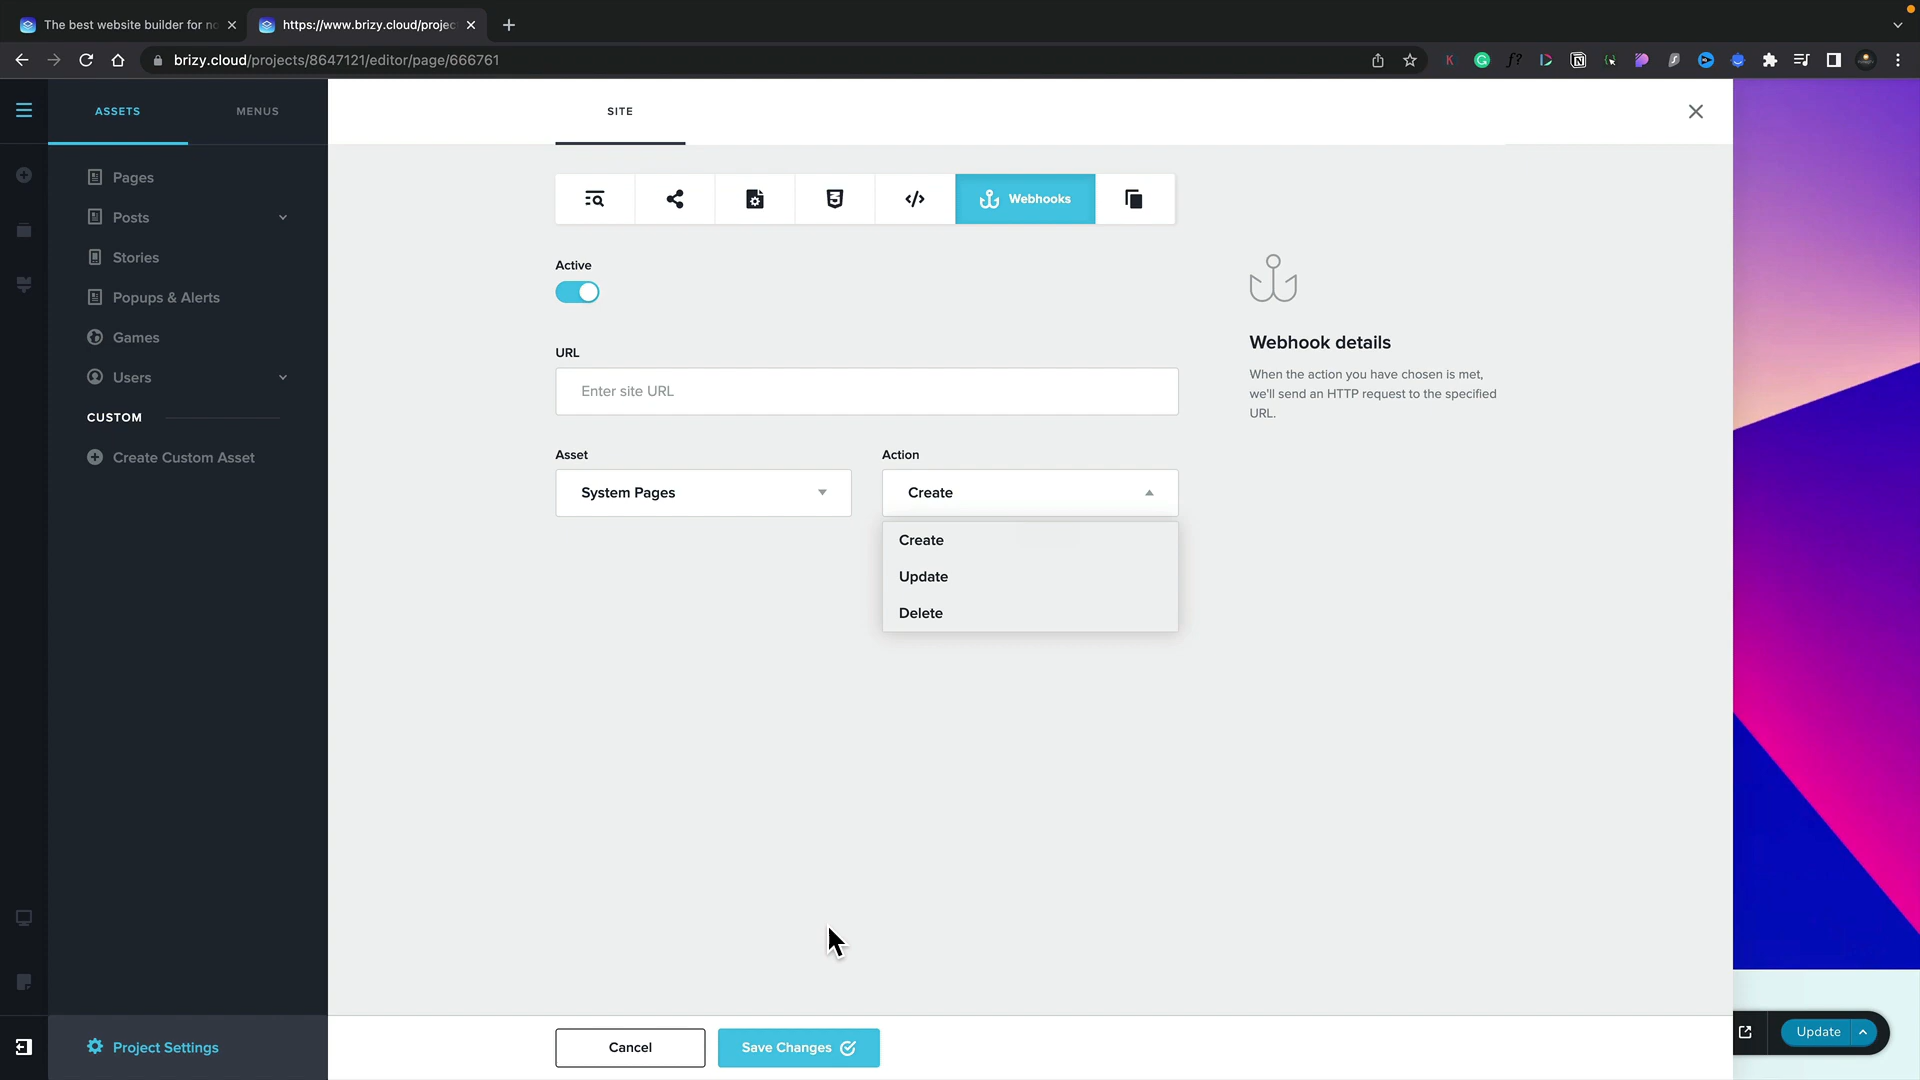 The best website builder for no
https://www.brizy.cloud/projec
brizy.cloud/projects/8647121/editor/page/666761
ASSETS
MENUS
SITE
Pages
Posts
Stories
Popups & Alerts
Games
Users
CUSTOM
Create Custom Asset
Webhooks
Active
URL
Enter site URL
Asset
Action
System Pages
Create
Create
Update
Delete
Webhook details
When the action you have chosen is met,
we'll send an HTTP request to the specified
URL.
Project Settings
Cancel
Save Changes
Update